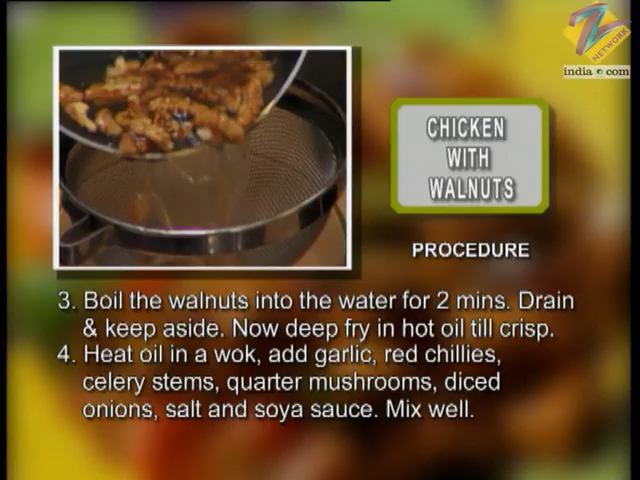 Z
NETWORK
india.com
CHICKEN
WITH
WALNUTS
PROCEDURE
3. Boil the walnuts into the water for 2 mins. Drain
& keep aside. Now deep fry in hot oil till crisp.
4. Heat oil in a wok, add garlic, red chillies,
celery stems, quarter mushrooms, diced
onions, salt and soya sauce. Mix well.